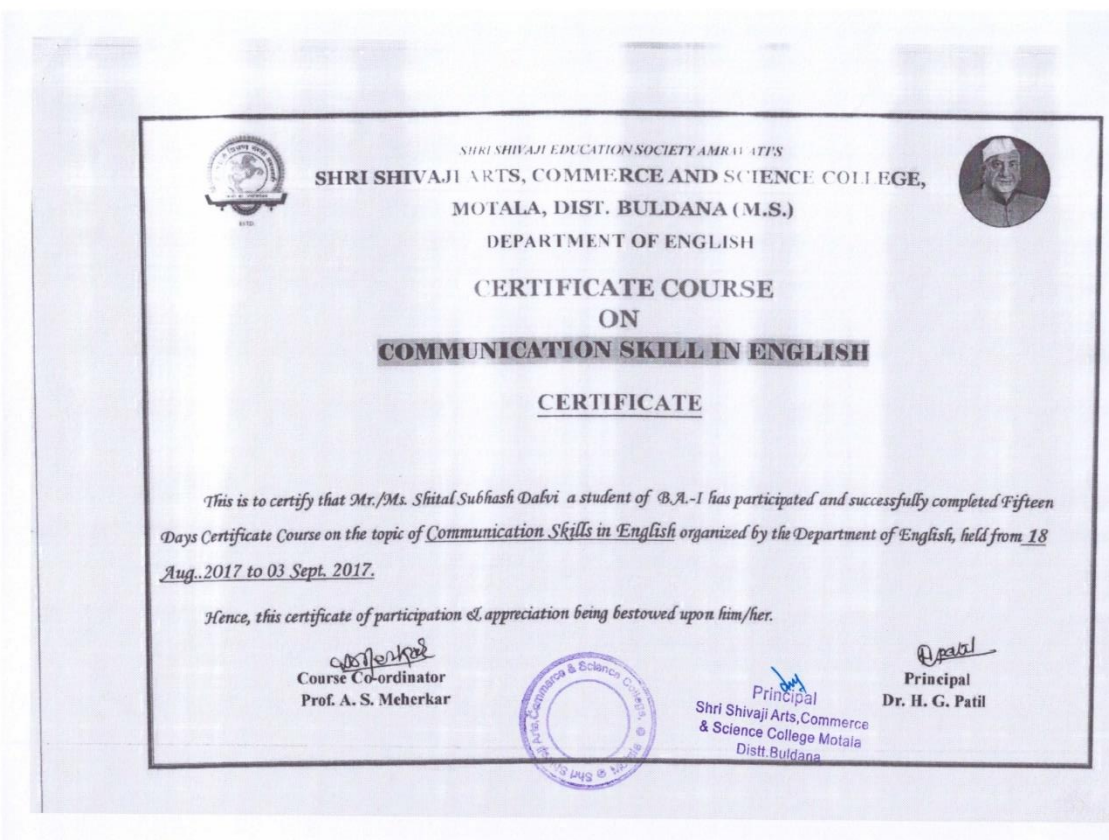 SHRI SHIVAJI EDUCATION SOCIETY AMRAVATI'S
SHRI SHIVAJI ARTS, COMMERCE AND SCIENCE COLLEGE,
MOTALA, DIST. BULDANA (M.S.)
DEPARTMENT OF ENGLISH
CERTIFICATE COURSE
ON
COMMUNICATION SKILL IN ENGLISH
CERTIFICATE
This is to certify that Mr./Ms. Shital Subhash Dalvi a student of B.A.-I has participated and successfully completed Fifteen
Days Certificate Course on the topic of Communication Skills in English organized by the Department of English, held from 18
Aug..2017 to 03 Sept. 2017.
Hence, this certificate of participation & appreciation being bestowed upon him/her.
Course Co-ordinator
Prof. A. S. Meherkar
Arts, Commerce & Science College,
Shri
Principal
Shri Shivaji Arts,Commerce
& Science College Motala
Distt.Buldana
Principal
Dr. H. G. Patil